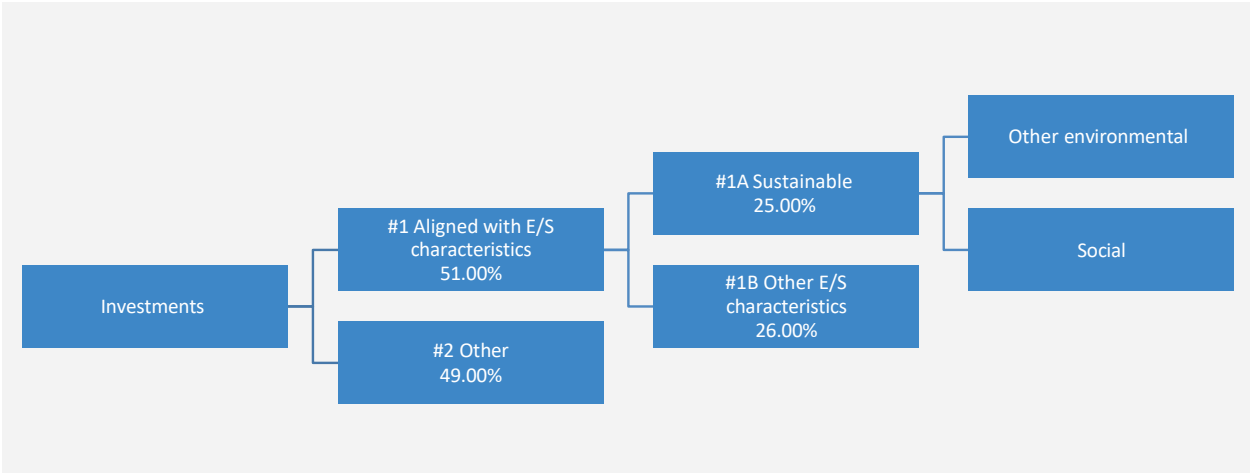 Investments
#1 Aligned with E/S
characteristics
51.00%
#2 Other
49.00%
#1A Sustainable
25.00%
#1B Other E/S
characteristics
26.00%
Other environmental
Social